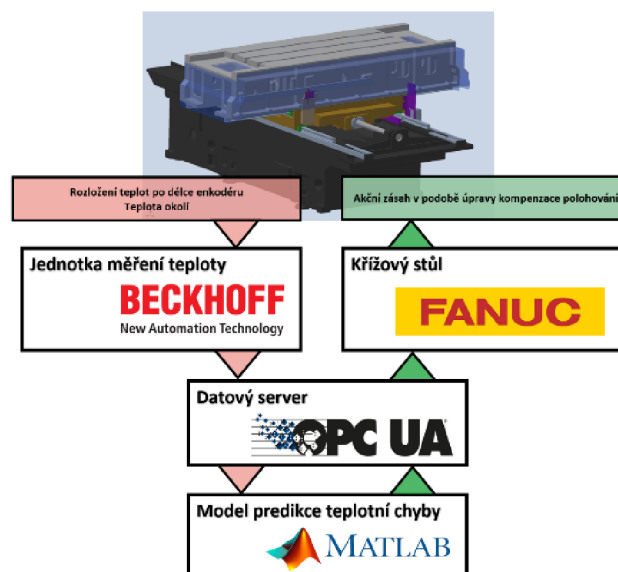 Rozložení teplot po délce enkodéru
Teplota okolí
Akční zásah v podobě úpravy kompenzace polohování
Jednotka měření teploty
BECKHOFF
New Automation Technology
Křížový stůl
FANUC
Datový server
OPC UA
Model predikce teplotní chyby
MATLAB